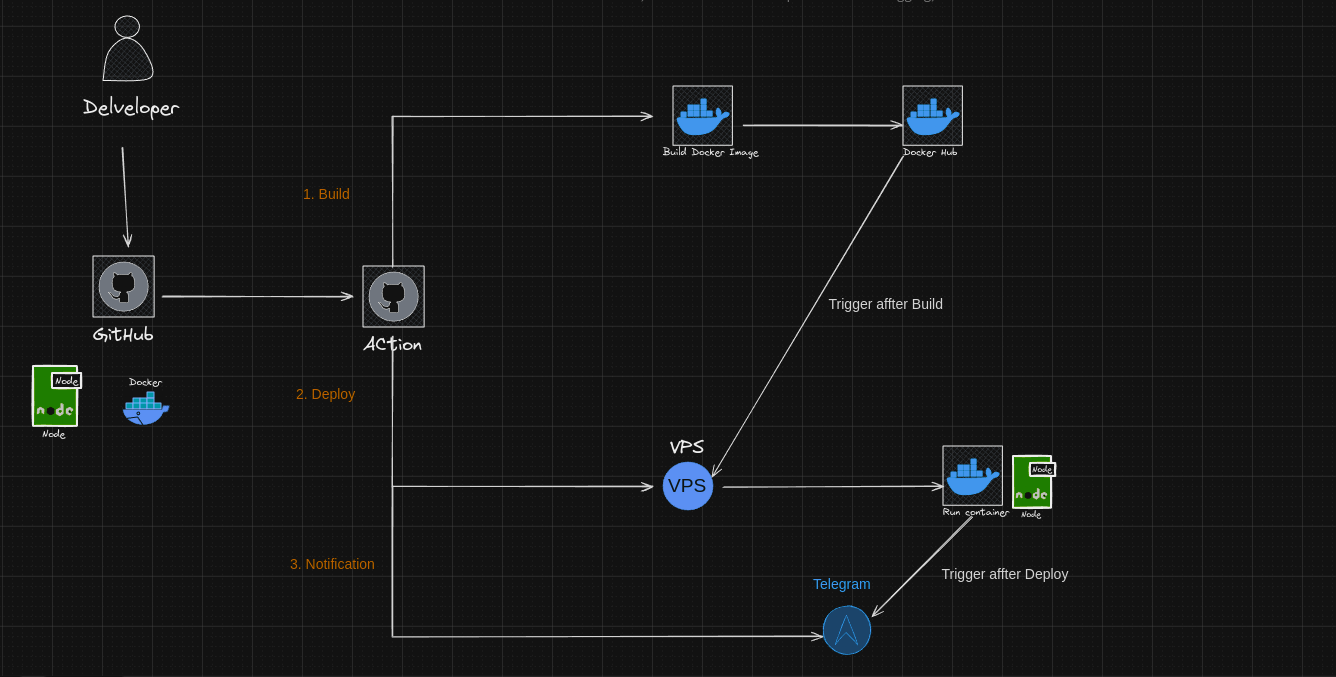 Delveloper
Build Docker Image
Docker Hub
1. Build
GitHub
ACtion
Trigger affter Build
Node
node
Node
Docker
2. Deploy
VPS
VPS
Run container
Node
node
Node
3. Notification
Telegram
Trigger affter Deploy